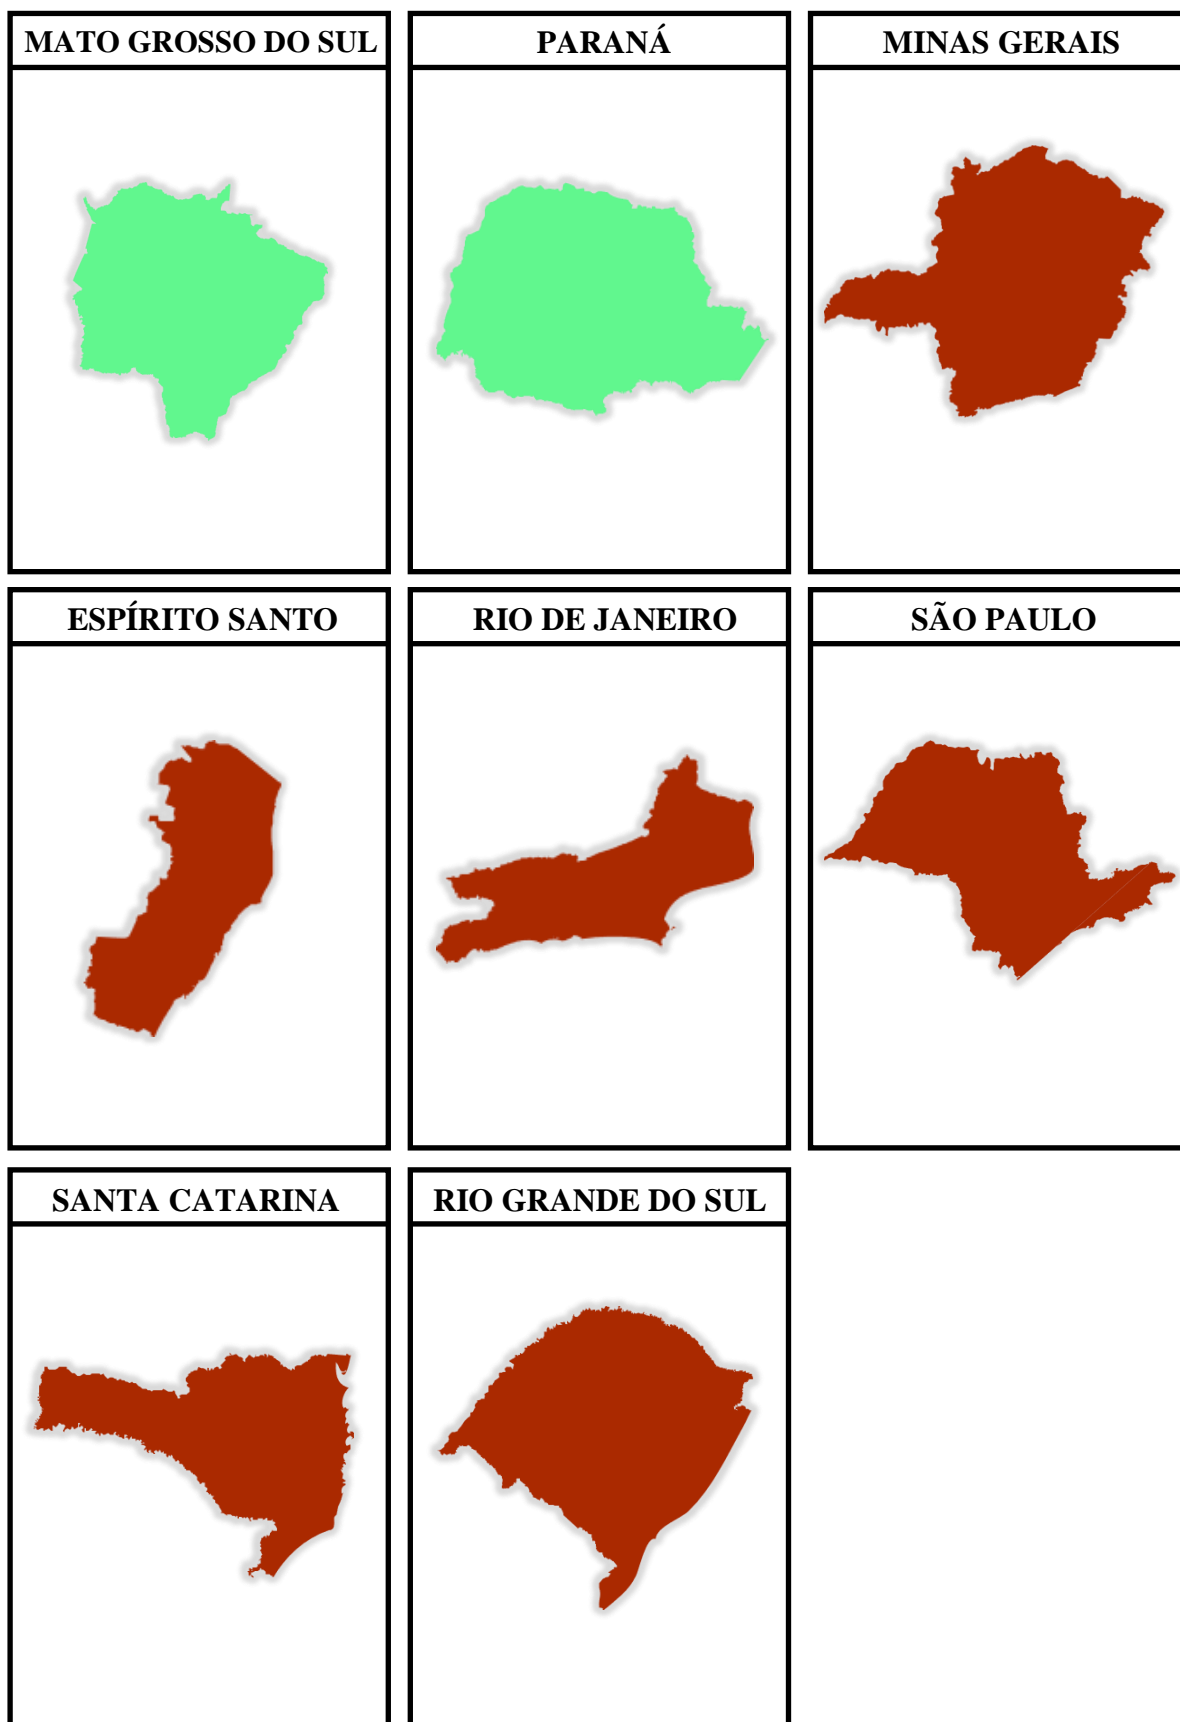 MATO GROSSO DO SUL
PARANÁ
MINAS GERAIS
ESPÍRITO SANTO
RIO DE JANEIRO
SÃO PAULO
SANTA CATARINA
RIO GRANDE DO SUL